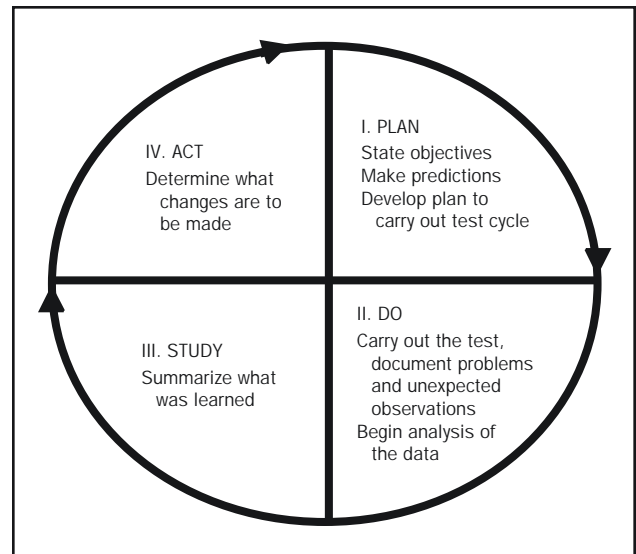 I. PLAN
State objectives
Make predictions
Develop plan to
carry out test cycle
II. DO
Carry out the test,
document problems
and unexpected
observations
Begin analysis of
the data
III. STUDY
Summarize what
was learned
IV. ACT
Determine what
changes are to
be made